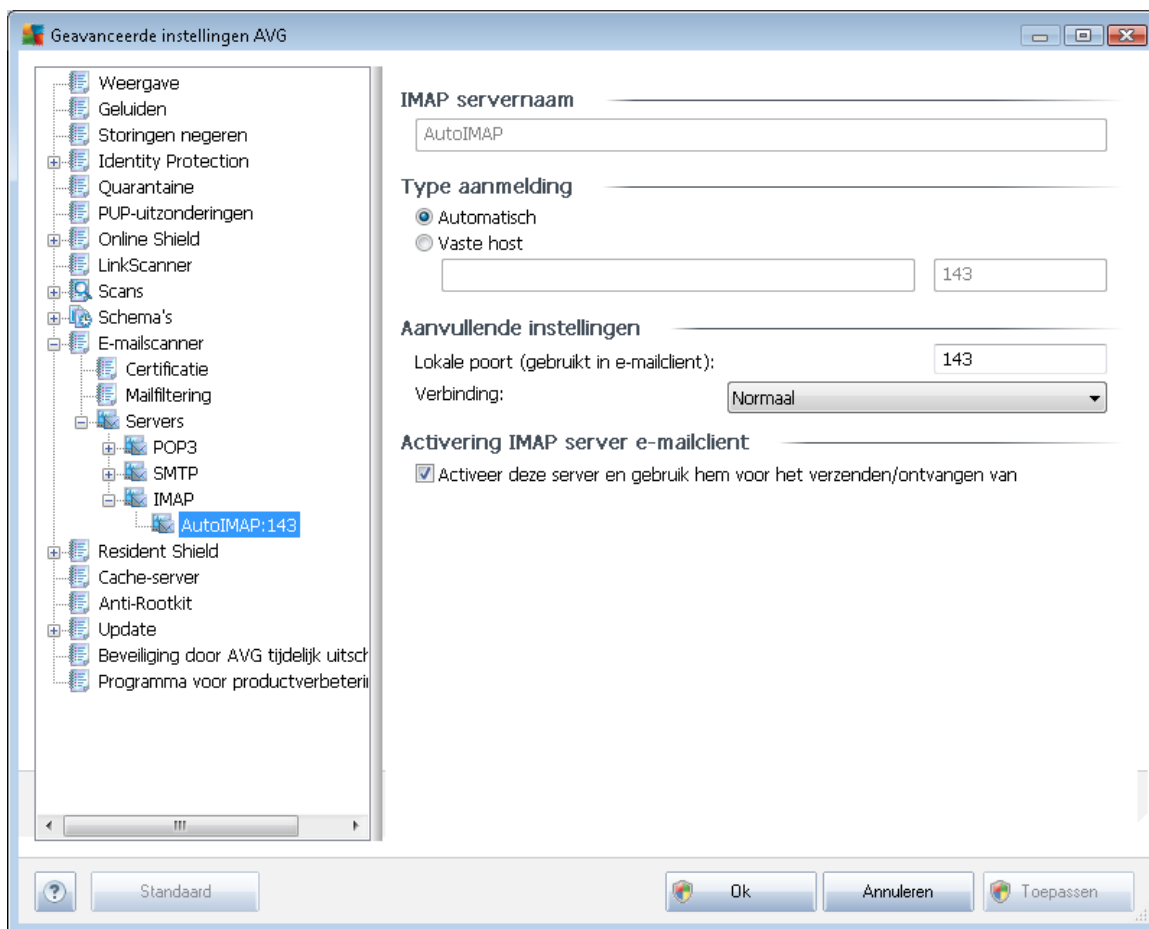 Geavanceerde instellingen AVG
Weergave
Geluiden
Storingen negeren
Identity Protection
Quarantaine
PUP-uitzonderingen
Online Shield
LinkScanner
Scans
Schema's
E-mailscanner
Certificatie
Mailfiltering
Servers
POP3
SMTP
IMAP
AutoIMAP:143
Resident Shield
Cache-server
Anti-Rootkit
Update
Beveiliging door AVG tijdelijk uitsch
Programma voor productverbeterin
IMAP servernaam
AutoIMAP
Type aanmelding
Automatisch
Vaste host
143
Aanvullende instellingen
Lokale poort (gebruikt in e-mailclient): 143
Verbinding: Normaal
Activering IMAP server e-mailclient
Activeer deze server en gebruik hem voor het verzenden/ontvangen van
Standaard Ok Annuleren Toepassen